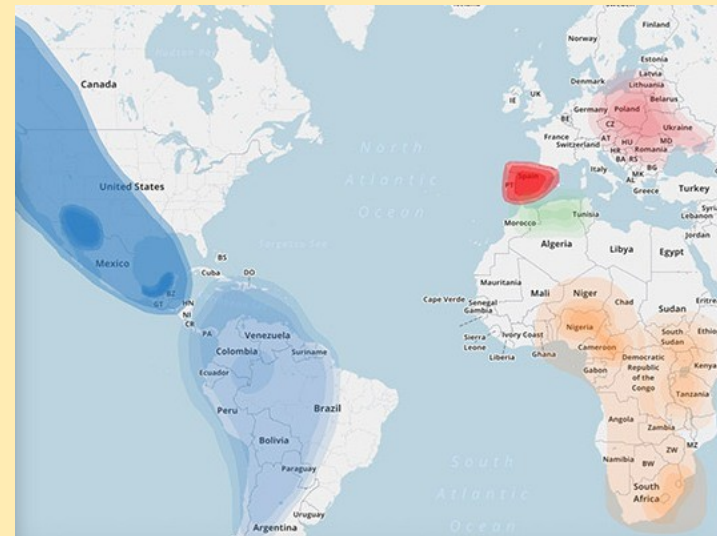 Finland
Norway
Estonia
Latvia
Denmark
Lithuania
Canada
IE
UK
Belarus
Germany
Poland
BE
CZ
Ukraine
France
AT
HU
MD
Switzerland
HR
Romania
BA
RS
North
Atlantic
Ocean
Italy
BG
MK
AL
Spain
PT
Greece
Turkey
United States
Tunisia
Morocco
Lebanon
Jordan
Sargasso Sea
Algeria
Libya
Egypt
BS
Mexico
Cuba
DO
Mauritania
BZ
Mali
Niger
Chad
Sudan
GT
HN
Cape Verde
Senegal
Gambia
NI
CR
Nigeria
South
Sudan
PA
Venezuela
Sierra
Leone
Ivory Coast
Ghana
Liberia
Cameroon
Colombia
Suriname
Gabon
Democratic
Republic
of the
Congo
Kenya
Ecuador
Tanzania
Peru
Brazil
Angola
Zambia
Bolivia
MZ
ZW
Namibia
BW
South
Atlantic
Ocean
Paraguay
South
Africa
Uruguay
Argentina